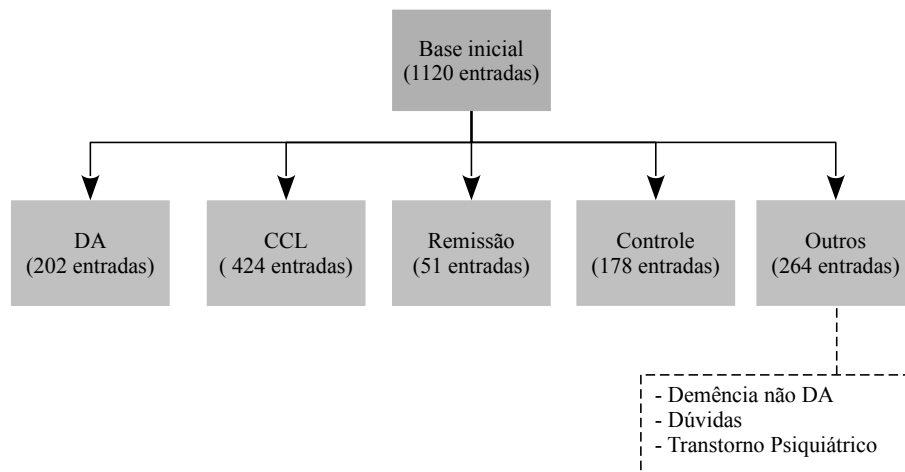 Base inicial
(1120 entradas)
DA
(202 entradas)
CCL
( 424 entradas)
Remissão
(51 entradas)
Controle
(178 entradas)
Outros
(264 entradas)
- Demência não DA
- Dúvidas
- Transtorno Psiquiátrico